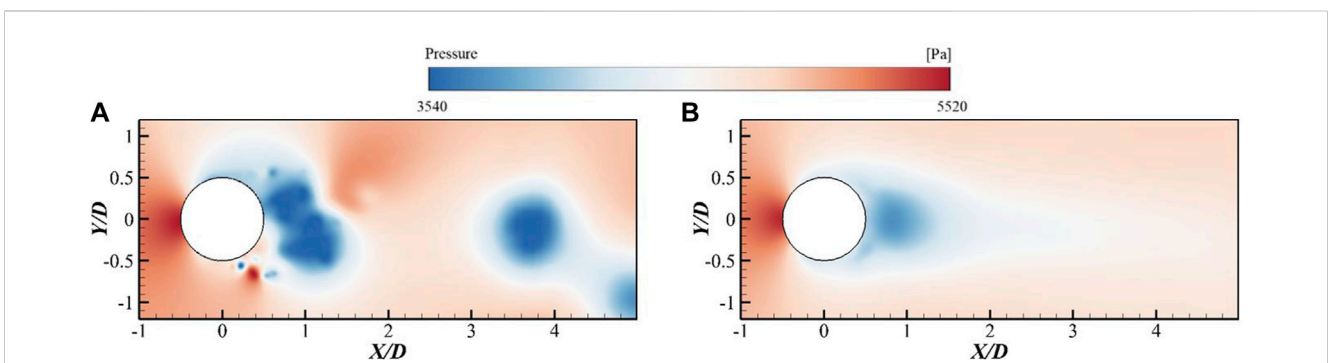 Pressure [Pa]
3540 5520
A B
1 1
0.5 0.5
0 0
-0.5 -0.5
-1 -1
Y/D Y/D
-1 0 1 2 3 4 -1 0 1 2 3 4
X/D X/D